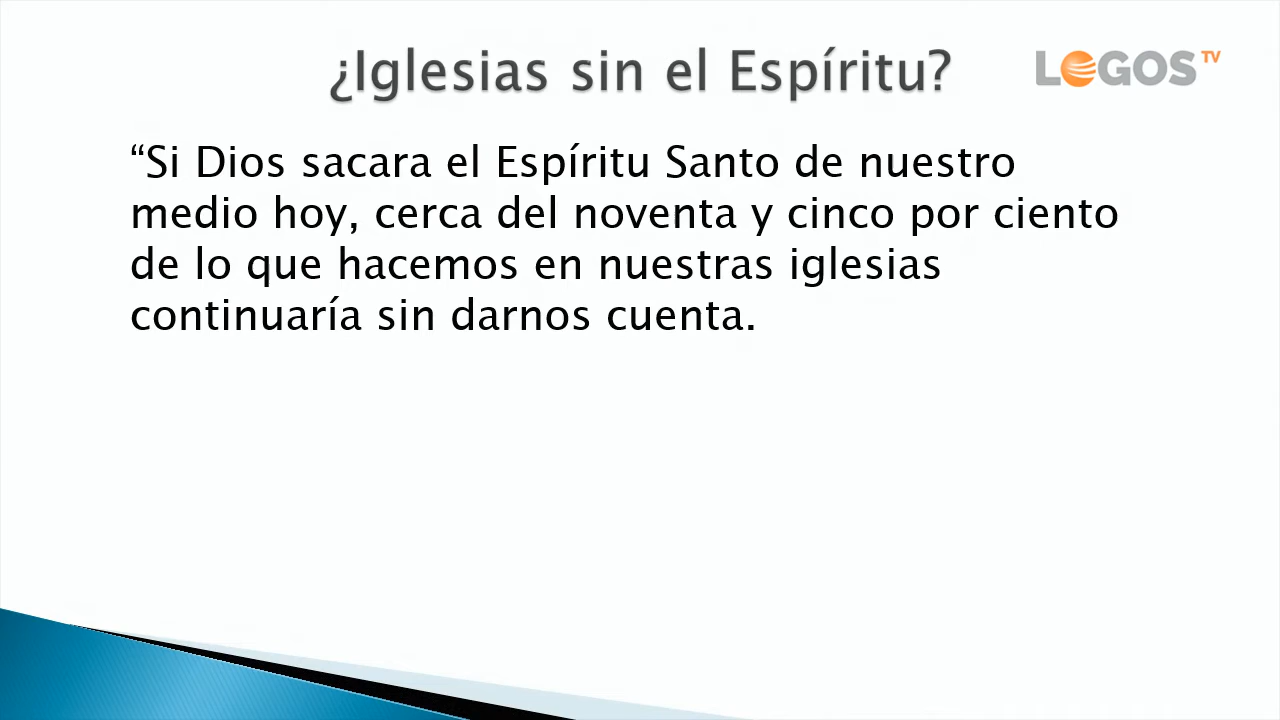 ¿Iglesias sin el Espíritu?
LOGOS TV
“Si Dios sacara el Espíritu Santo de nuestro
medio hoy, cerca del noventa y cinco por ciento
de lo que hacemos en nuestras iglesias
continuaría sin darnos cuenta.